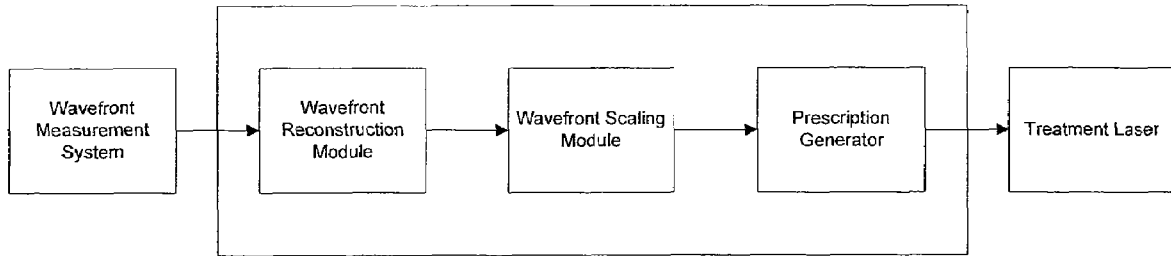 Wavefront
Measurement
System
Wavefront
Reconstruction
Module
Wavefront Scaling
Module
Prescription
Generator
Treatment Laser